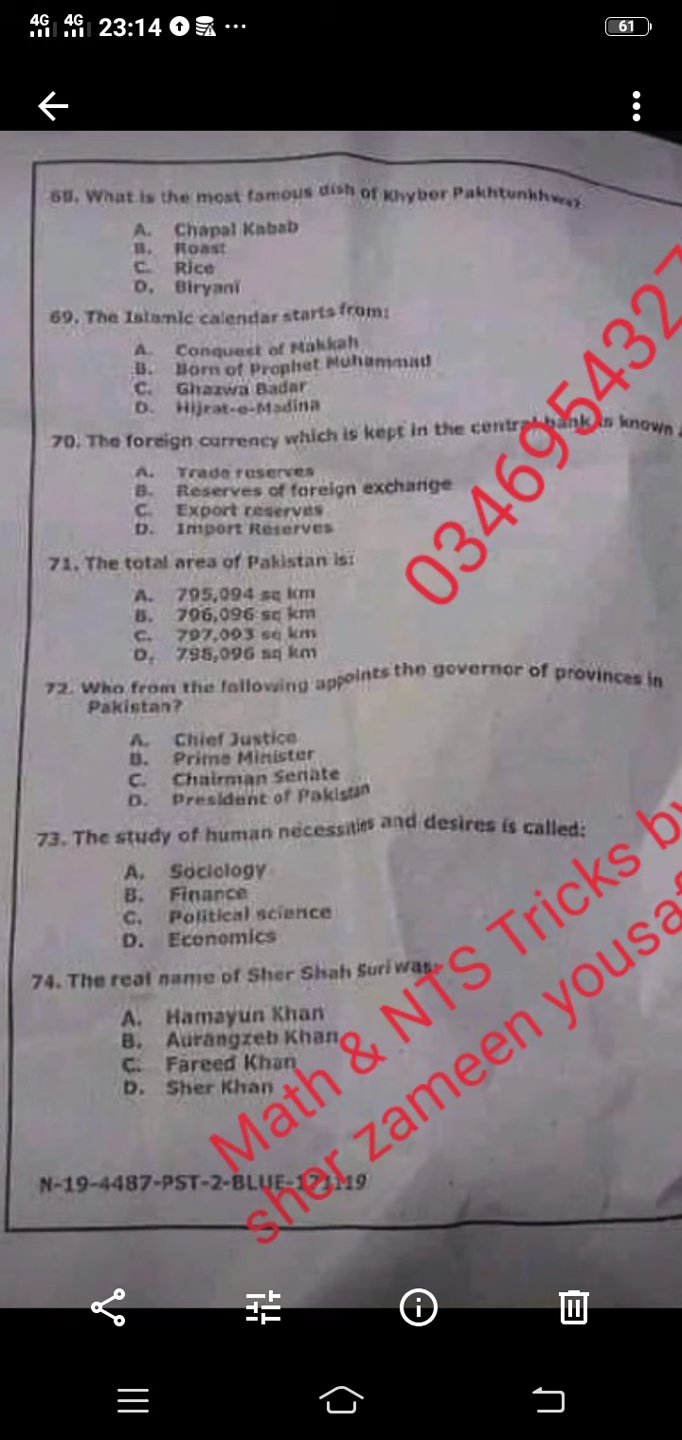 4G 4G 23:14 ... 61
68. What is the most famous dish of Khyber Pakhtunkhwa?
A. Chapal Kabab
B. Roast
C. Rice
D. Biryani
69. The Islamic calendar starts from:
A. Conquest of Makkah
B. Born of Prophet Muhammad
C. Ghazwa Badar
D. Hijrat-e-Madina
70. The foreign currency which is kept in the central bank is known
A. Trade reserves
B. Reserves of foreign exchange
C. Export reserves
D. Import Reserves
71. The total area of Pakistan is:
A. 795,094 sq km
B. 796,096 sq km
C. 797,093 sq km
D. 798,096 sq km
72. Who from the following appoints the governor of provinces in
Pakistan?
A. Chief Justice
B. Prime Minister
C. Chairman Senate
D. President of Pakistan
73. The study of human necessities and desires is called:
A. Sociology
B. Finance
C. Political science
D. Economics
74. The real name of Sher Shah Suri was:
A. Hamayun Khan
B. Aurangzeb Khan
C. Fareed Khan
D. Sher Khan
N-19-4487-PST-2-BLUE-171119
0346954327
Math & NTS Tricks by
sher zameen yousaf